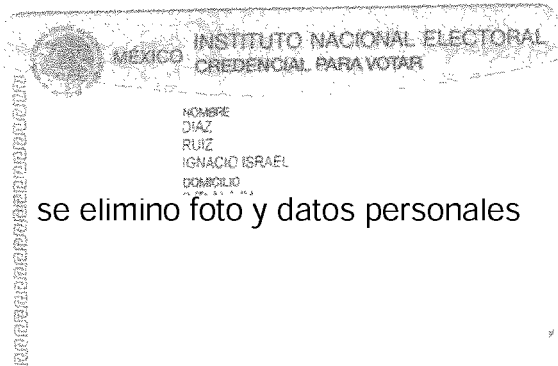 MÉXICO INSTITUTO NACIONAL ELECTORAL
CREDENCIAL PARA VOTAR
NOMBRE
DIAZ
RUIZ
IGNACIO ISRAEL
DOMICILIO
se elimino foto y datos personales